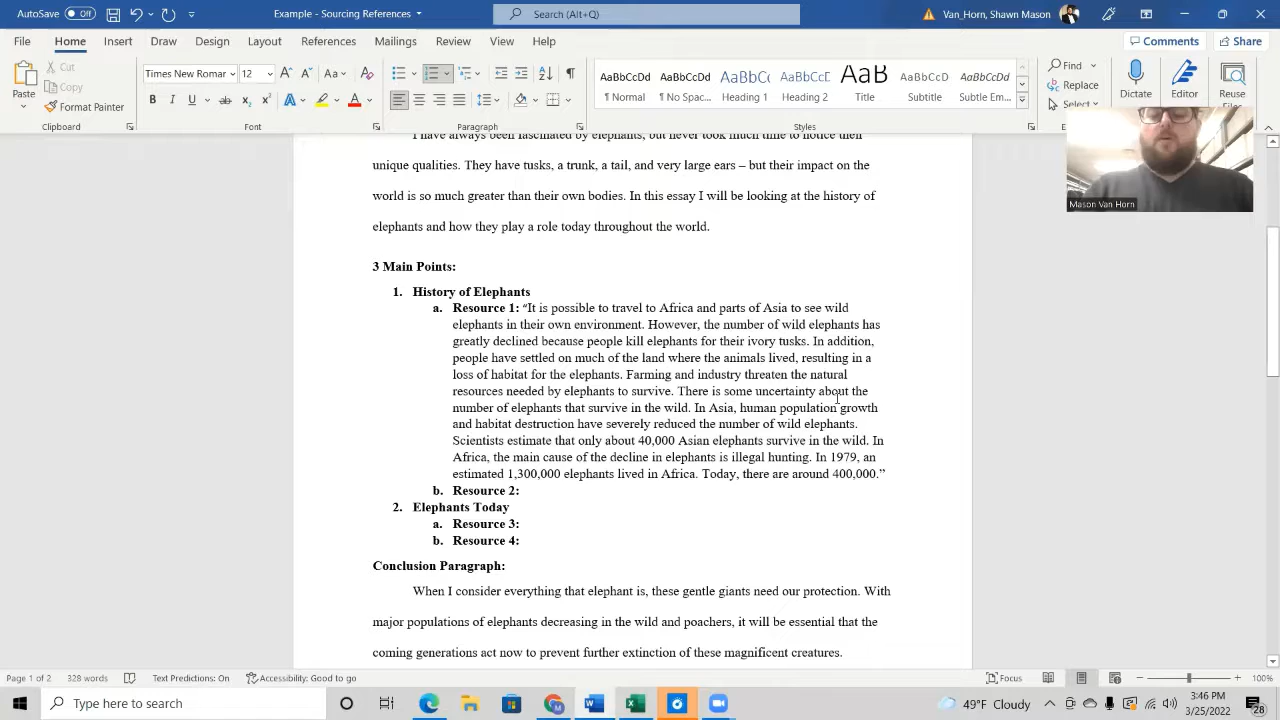 AutoSave Off
Example - Sourcing Referen...
Search (Alt+Q)
Van_Horn, Shawn Mason
File Home Insert Draw Design Layout References Mailings Review View Help
Comments Share
Paste
Cut
Copy
Format Painter
Clipboard
Times New Roman 12
Font
Paragraph
AaBbCcDd ¶ Normal
AaBbCcDd ¶ No Spac...
AaBbCc Heading 1
AaBbCcE Heading 2
AaB Title
AaBbCcD Subtitle
AaBbCcDd Subtle Em...
Styles
Find
Replace
Select
Dictate
Editor
Reuse
Mason Van Horn
I have always been fascinated by elephants, but never took much time to notice their
unique qualities. They have tusks, a trunk, a tail, and very large ears – but their impact on the
world is so much greater than their own bodies. In this essay I will be looking at the history of
elephants and how they play a role today throughout the world.
3 Main Points:
1. History of Elephants
a. Resource 1: “It is possible to travel to Africa and parts of Asia to see wild
elephants in their own environment. However, the number of wild elephants has
greatly declined because people kill elephants for their ivory tusks. In addition,
people have settled on much of the land where the animals lived, resulting in a
loss of habitat for the elephants. Farming and industry threaten the natural
resources needed by elephants to survive. There is some uncertainty about the
number of elephants that survive in the wild. In Asia, human population growth
and habitat destruction have severely reduced the number of wild elephants.
Scientists estimate that only about 40,000 Asian elephants survive in the wild. In
Africa, the main cause of the decline in elephants is illegal hunting. In 1979, an
estimated 1,300,000 elephants lived in Africa. Today, there are around 400,000.”
b. Resource 2:
2. Elephants Today
a. Resource 3:
b. Resource 4:
Conclusion Paragraph:
When I consider everything that elephant is, these gentle giants need our protection. With
major populations of elephants decreasing in the wild and poachers, it will be essential that the
coming generations act now to prevent further extinction of these magnificent creatures.
Page 1 of 2 328 words Text Predictions: On Accessibility: Good to go Focus 100%
Type here to search
49°F Cloudy
3:46 PM
3/25/2022
28